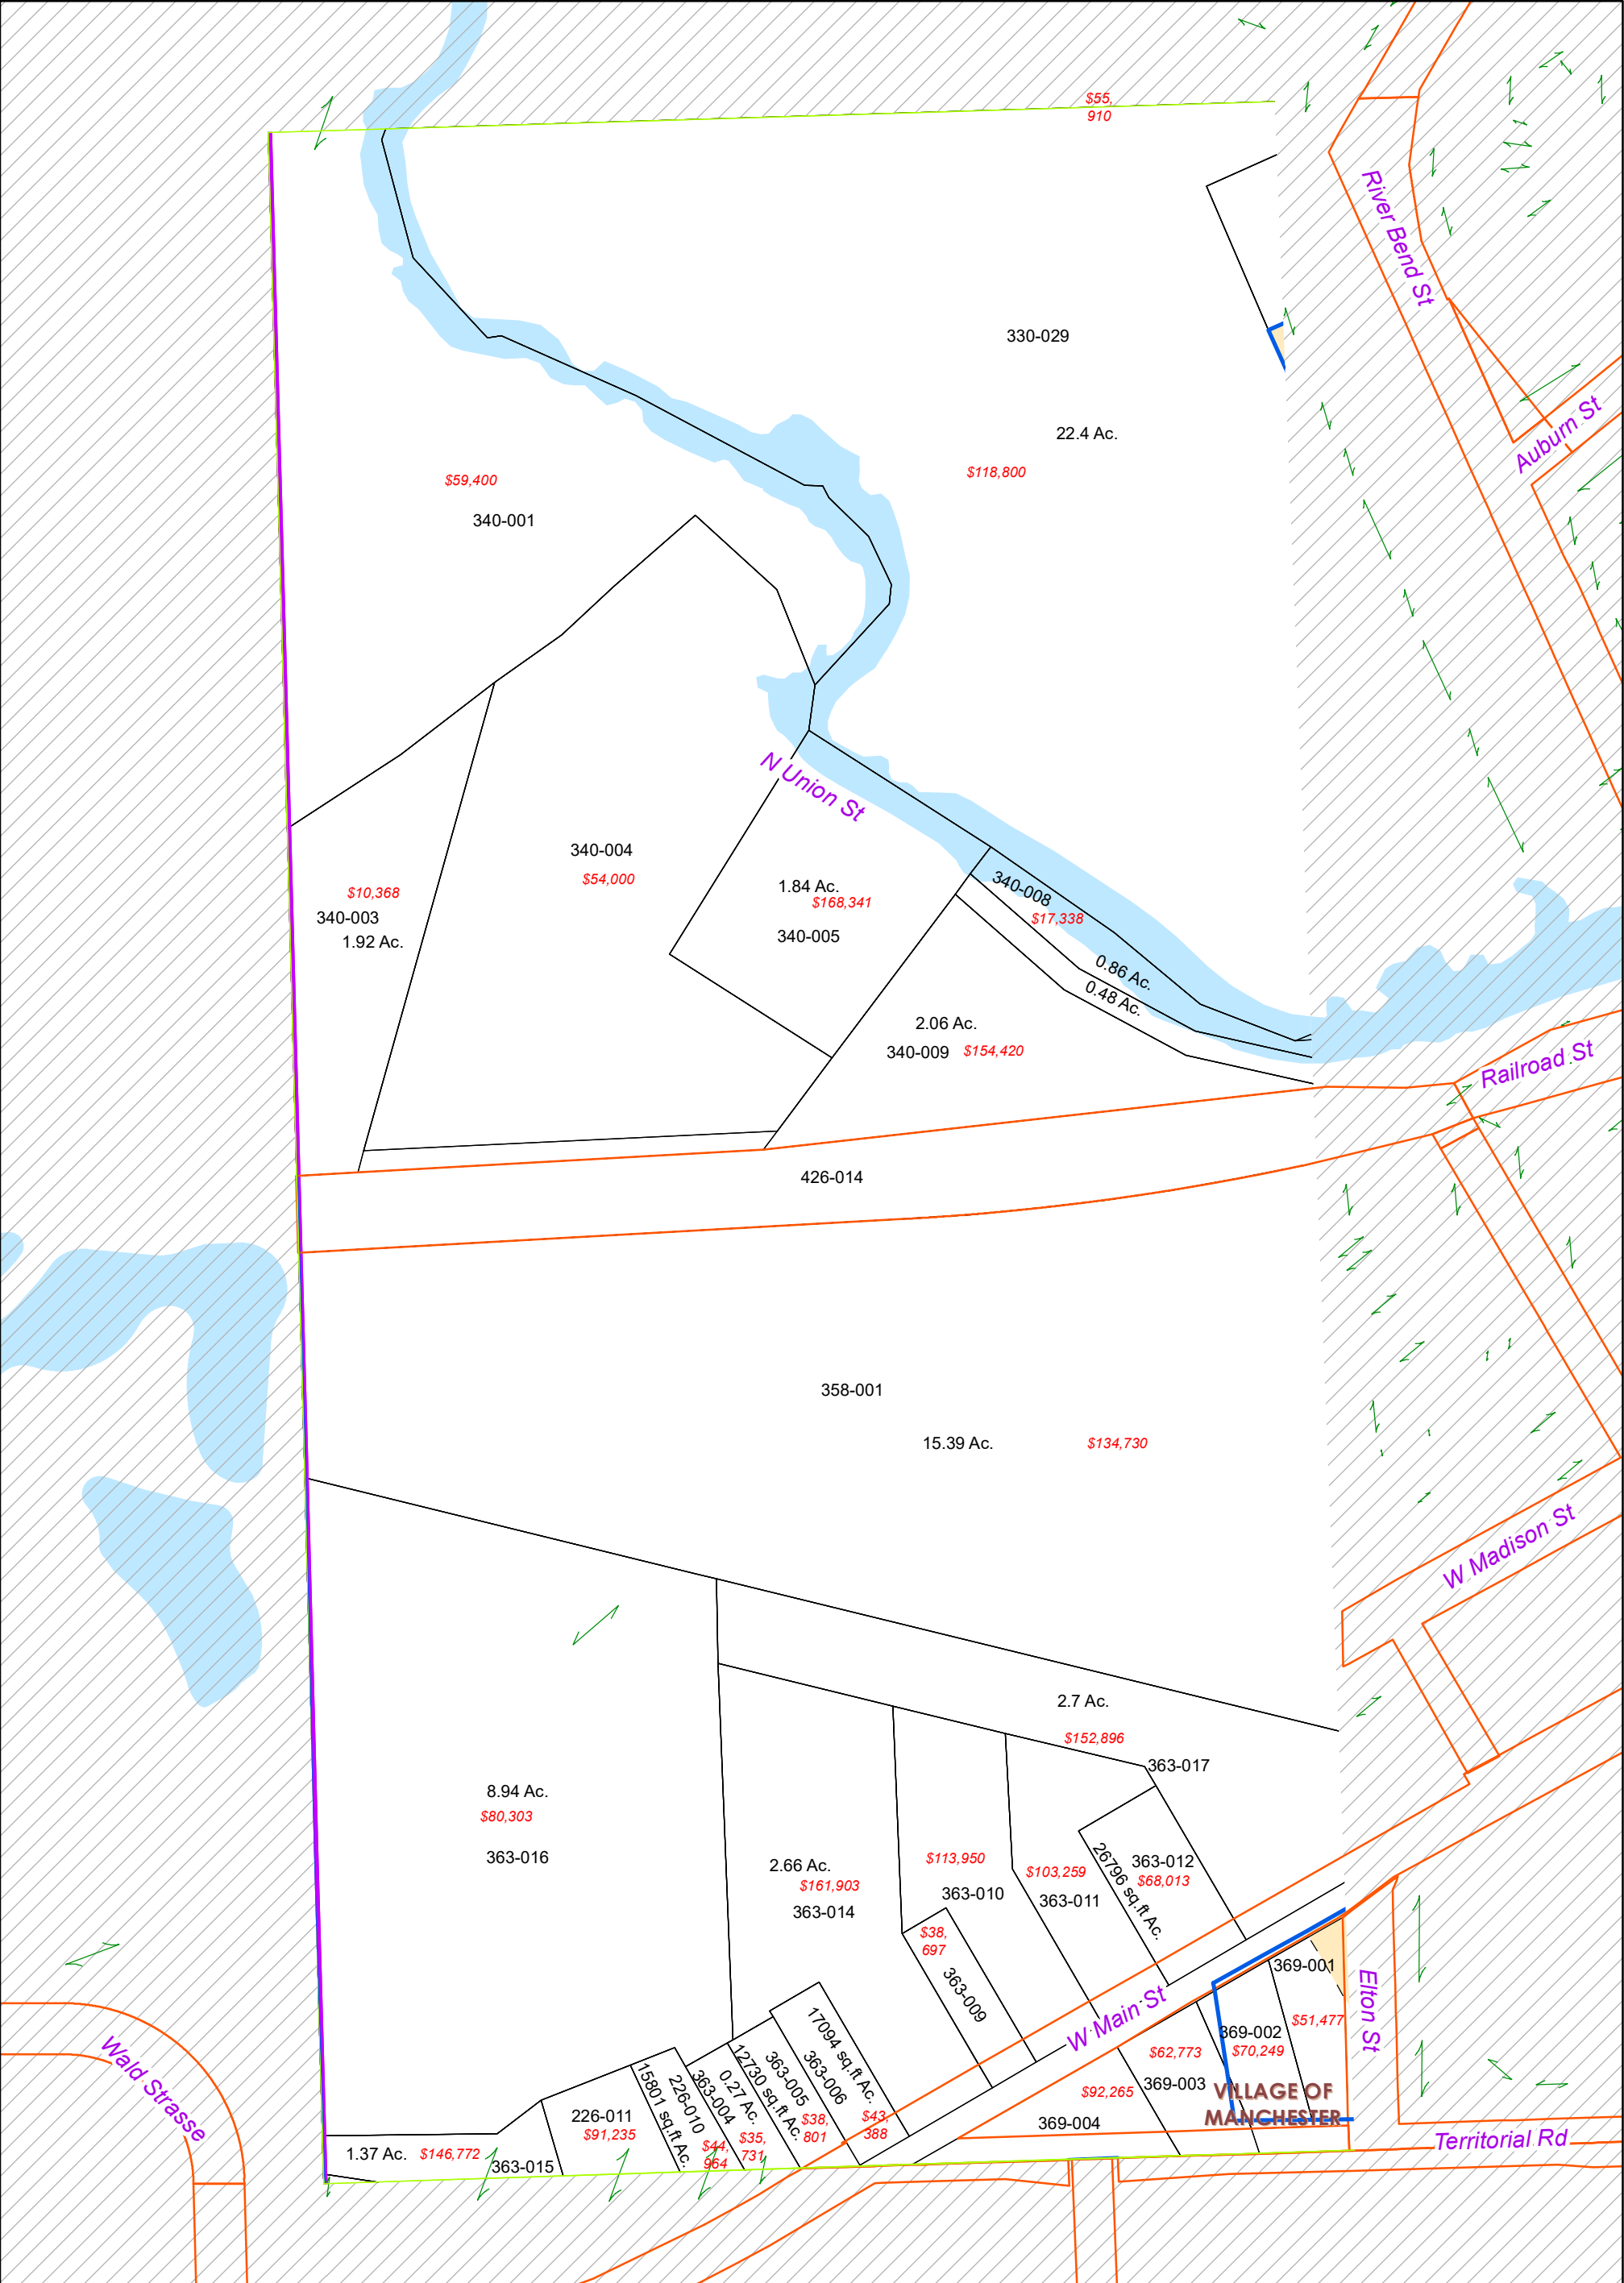 $55,
910
River Bend St
330-029
Auburn St
22.4 Ac.
$118,800
$59,400
340-001
N Union St
340-004
$54,000
1.84 Ac.
$168,341
340-005
340-008
$17,338
$10,368
340-003
1.92 Ac.
0.86 Ac.
0.48 Ac.
2.06 Ac.
340-009
$154,420
Railroad St
426-014
358-001
15.39 Ac.
$134,730
W Madison St
2.7 Ac.
$152,896
363-017
8.94 Ac.
$80,303
363-016
2.66 Ac.
$161,903
363-014
$113,950
363-010
$103,259
363-011
26796 sq.ft Ac.
363-012
$68,013
$38,
697
363-009
W Main St
369-001
$51,477
Elton St
369-002
$70,249
$62,773
369-003
$92,265
369-004
VILLAGE OF
MANCHESTER
Territorial Rd
Wald Strasse
1.37 Ac.
$146,772
363-015
226-011
$91,235
15801 sq.ft Ac.
226-010
$44,
964
363-004
0.27 Ac.
$35,
731
12730 sq.ft Ac.
363-005
$38,
801
363-006
17094 sq.ft Ac.
$43,
388